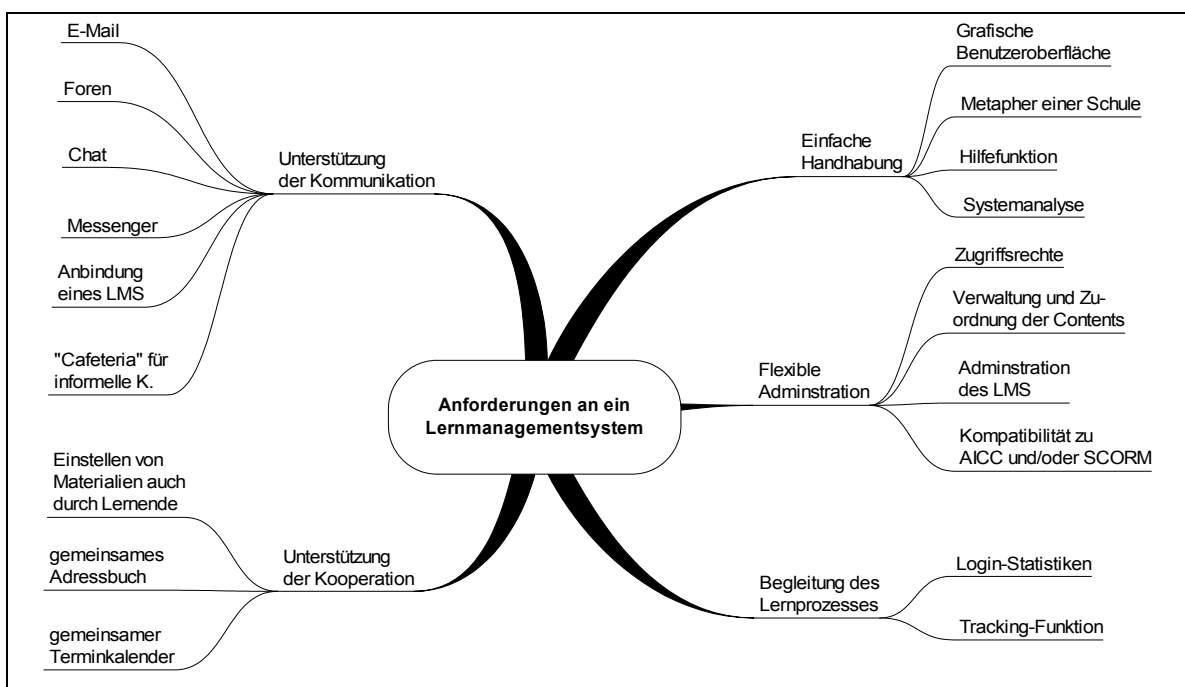 Anforderungen an ein
Lernmanagementsystem
Unterstützung
der Kommunikation
E-Mail
Foren
Chat
Messenger
Anbindung
eines LMS
"Cafeteria" für
informelle K.
Unterstützung
der Kooperation
Einstellen von
Materialien auch
durch Lernende
gemeinsames
Adressbuch
gemeinsamer
Terminkalender
Einfache
Handhabung
Grafische
Benutzeroberfläche
Metapher einer Schule
Hilfefunktion
Systemanalyse
Flexible
Adminstration
Zugriffsrechte
Verwaltung und Zu-
ordnung der Contents
Adminstration
des LMS
Kompatibilität zu
AICC und/oder SCORM
Begleitung des
Lernprozesses
Login-Statistiken
Tracking-Funktion